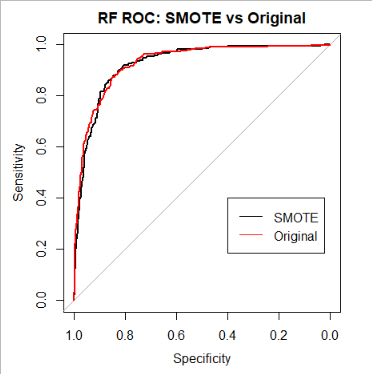 RF ROC: SMOTE vs Original
1.0
0.8
0.6
0.4
0.2
0.0
Sensitivity
SMOTE
Original
1.0 0.8 0.6 0.4 0.2 0.0
Specificity